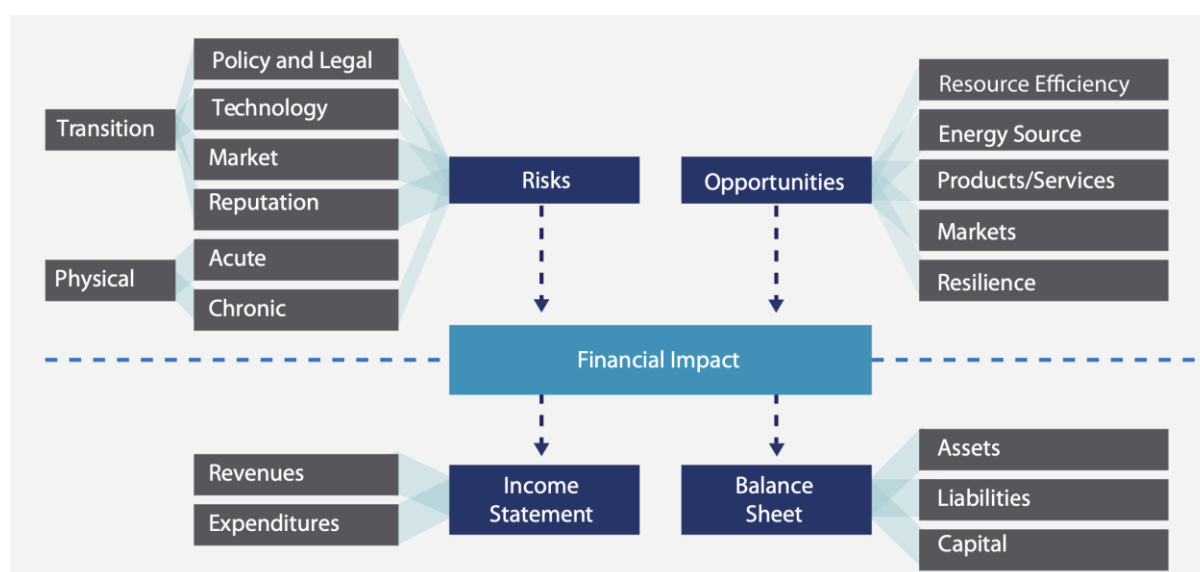 Transition
Policy and Legal
Technology
Market
Reputation
Physical
Acute
Chronic
Risks
Opportunities
Resource Efficiency
Energy Source
Products/Services
Markets
Resilience
Financial Impact
Revenues
Expenditures
Income
Statement
Balance
Sheet
Assets
Liabilities
Capital